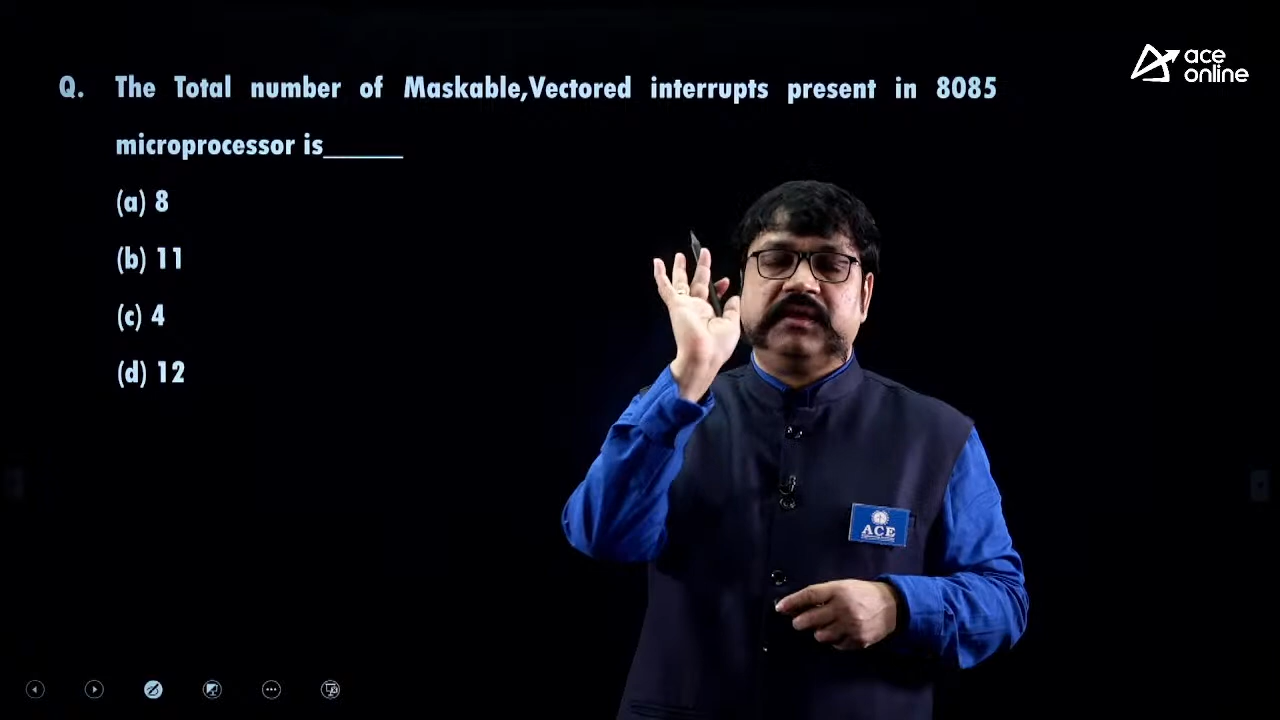 ace
online
Q. The Total number of Maskable,Vectored interrupts present in 8085
microprocessor is______
(a) 8
(b) 11
(c) 4
(d) 12
ACE